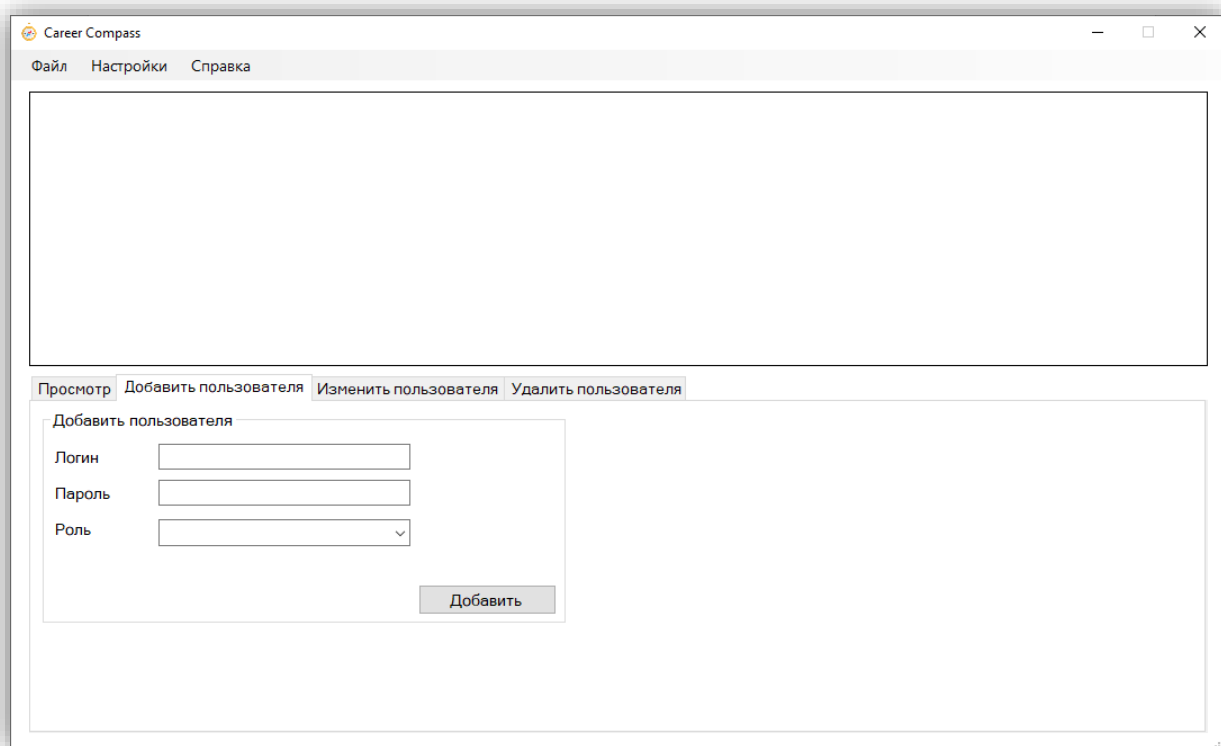 Career Compass
Файл Настройки Справка
Просмотр Добавить пользователя Изменить пользователя Удалить пользователя
Добавить пользователя
Логин
Пароль
Роль
Добавить